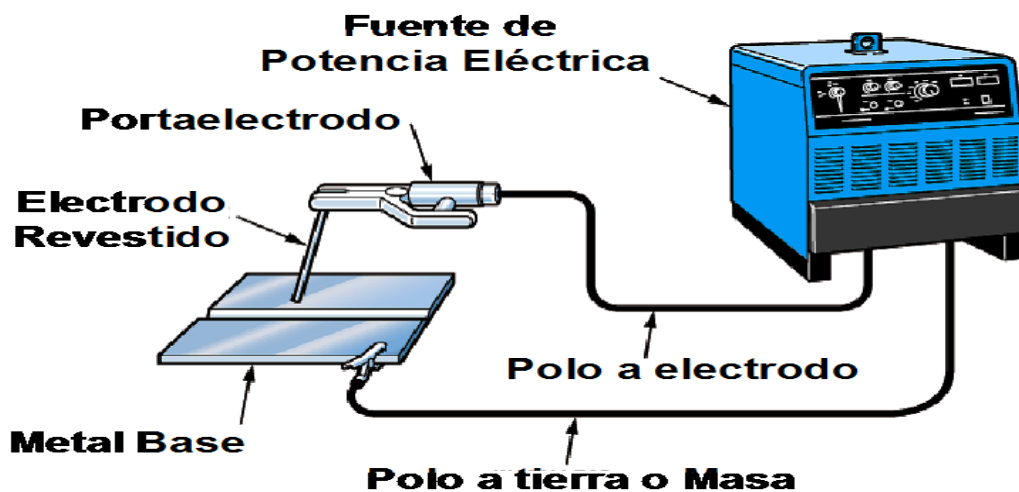 Fuente de
Potencia Eléctrica
Portaelectrodo
Electrodo
Revestido
Polo a electrodo
Metal Base
Polo a tierra o Masa